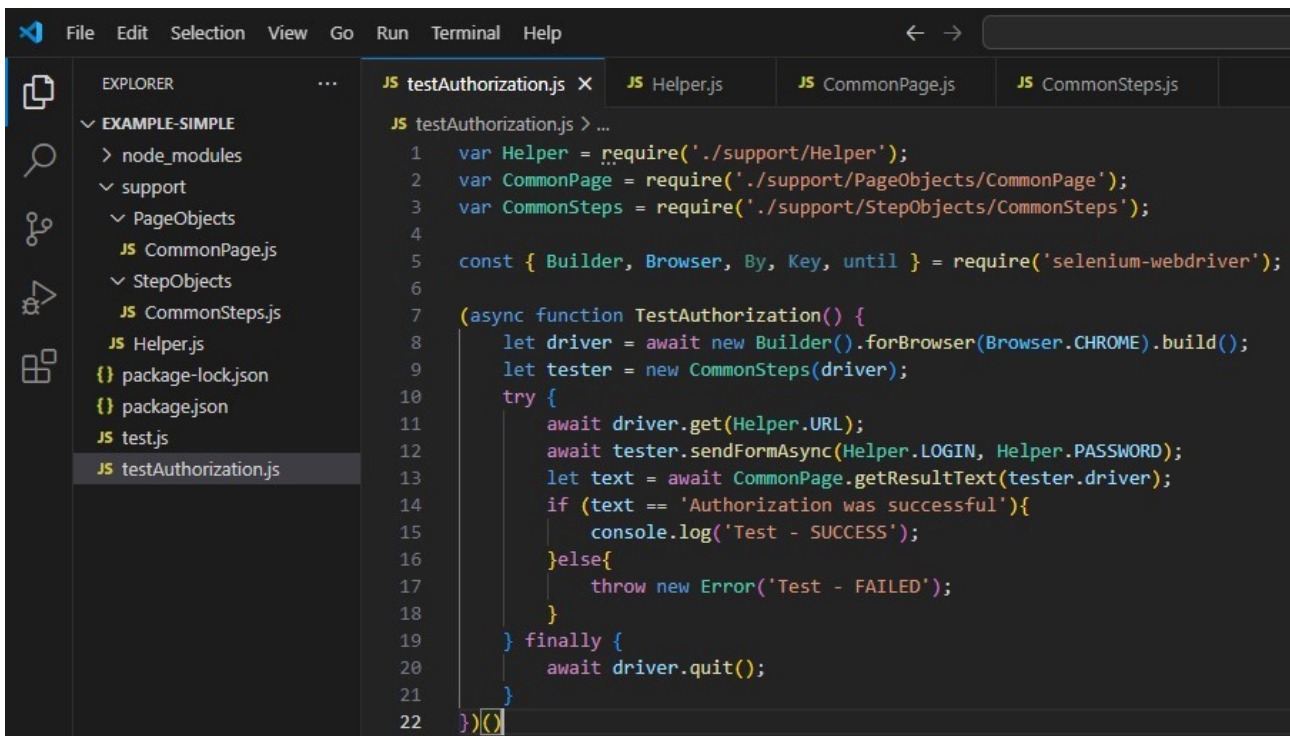 File Edit Selection View Go Run Terminal Help
EXPLORER
EXAMPLE-SIMPLE
node_modules
support
PageObjects
JS CommonPage.js
StepObjects
JS CommonSteps.js
JS Helper.js
{} package-lock.json
{} package.json
JS test.js
JS testAuthorization.js
JS testAuthorization.js JS Helper.js JS CommonPage.js JS CommonSteps.js
JS testAuthorization.js > ...
1 var Helper = require('./support/Helper');
2 var CommonPage = require('./support/PageObjects/CommonPage');
3 var CommonSteps = require('./support/StepObjects/CommonSteps');
4
5 const { Builder, Browser, By, Key, until } = require('selenium-webdriver');
6
7 (async function TestAuthorization() {
8     let driver = await new Builder().forBrowser(Browser.CHROME).build();
9     let tester = new CommonSteps(driver);
10     try {
11         await driver.get(Helper.URL);
12         await tester.sendFormAsync(Helper.LOGIN, Helper.PASSWORD);
13         let text = await CommonPage.getResultText(tester.driver);
14         if (text == 'Authorization was successful'){
15             console.log('Test - SUCCESS');
16         }else{
17             throw new Error('Test - FAILED');
18         }
19     } finally {
20         await driver.quit();
21     }
22 })()